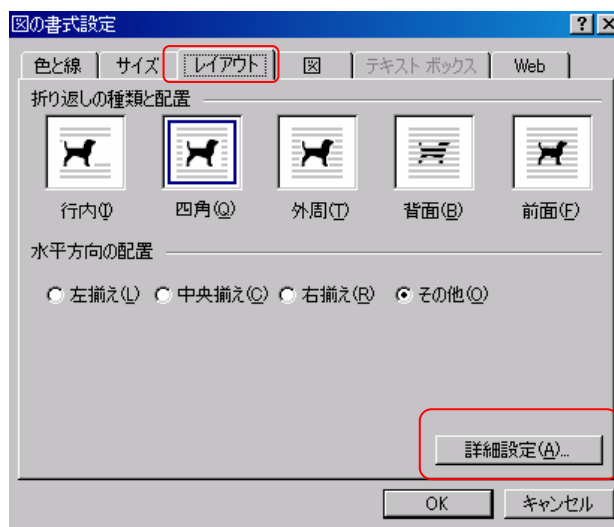 図の書式設定
色と線 サイズ レイアウト 図 テキスト ボックス Web
折り返しの種類と配置
行内(I) 四角(Q) 外周(T) 背面(B) 前面(F)
水平方向の配置
左揃え(L) 中央揃え(C) 右揃え(R) その他(O)
詳細設定(A)...
OK キャンセル